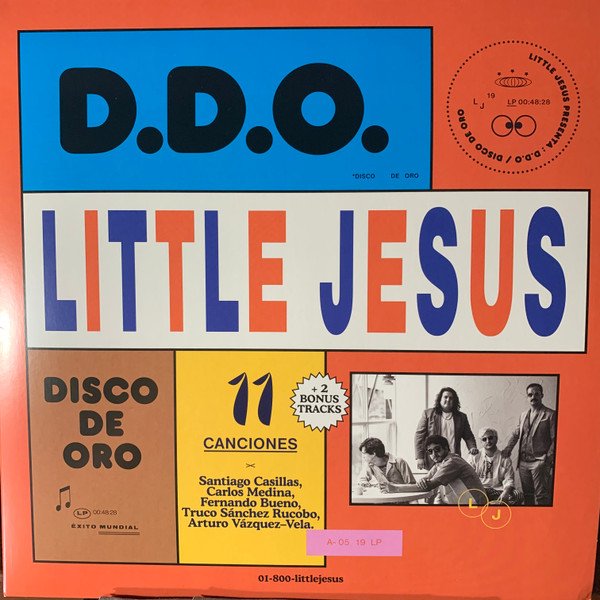 D.D.O.
*DISCO DE ORO
LITTLE JESUS PRESENTA : D.D.O / DISCO DE ORO
L J 19
LP 00:48:28
LITTLE JESUS
DISCO
DE
ORO
LP 00:48:28
ÉXITO MUNDIAL
11
CANCIONES
Santiago Casillas,
Carlos Medina,
Fernando Bueno,
Truco Sánchez Rucobo,
Arturo Vázquez–Vela.
+ 2
BONUS
TRACKS
L J
A- 05 19 LP
01-800-littlejesus